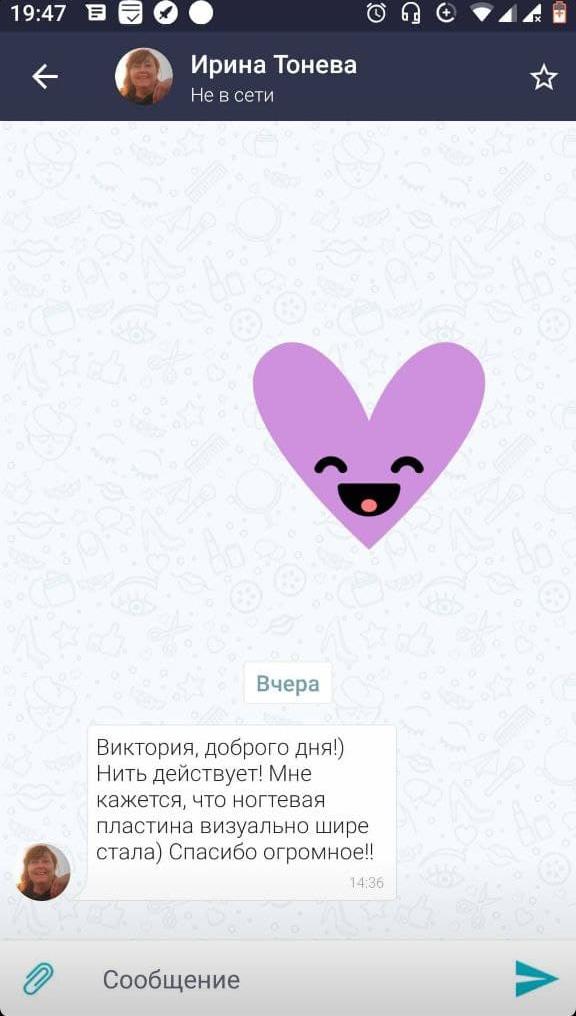 19:47
Ирина Тонева
Не в сети
Вчера
Виктория, доброго дня!)
Нить действует! Мне
кажется, что ногтевая
пластина визуально шире
стала) Спасибо огромное!!
14:36
Сообщение